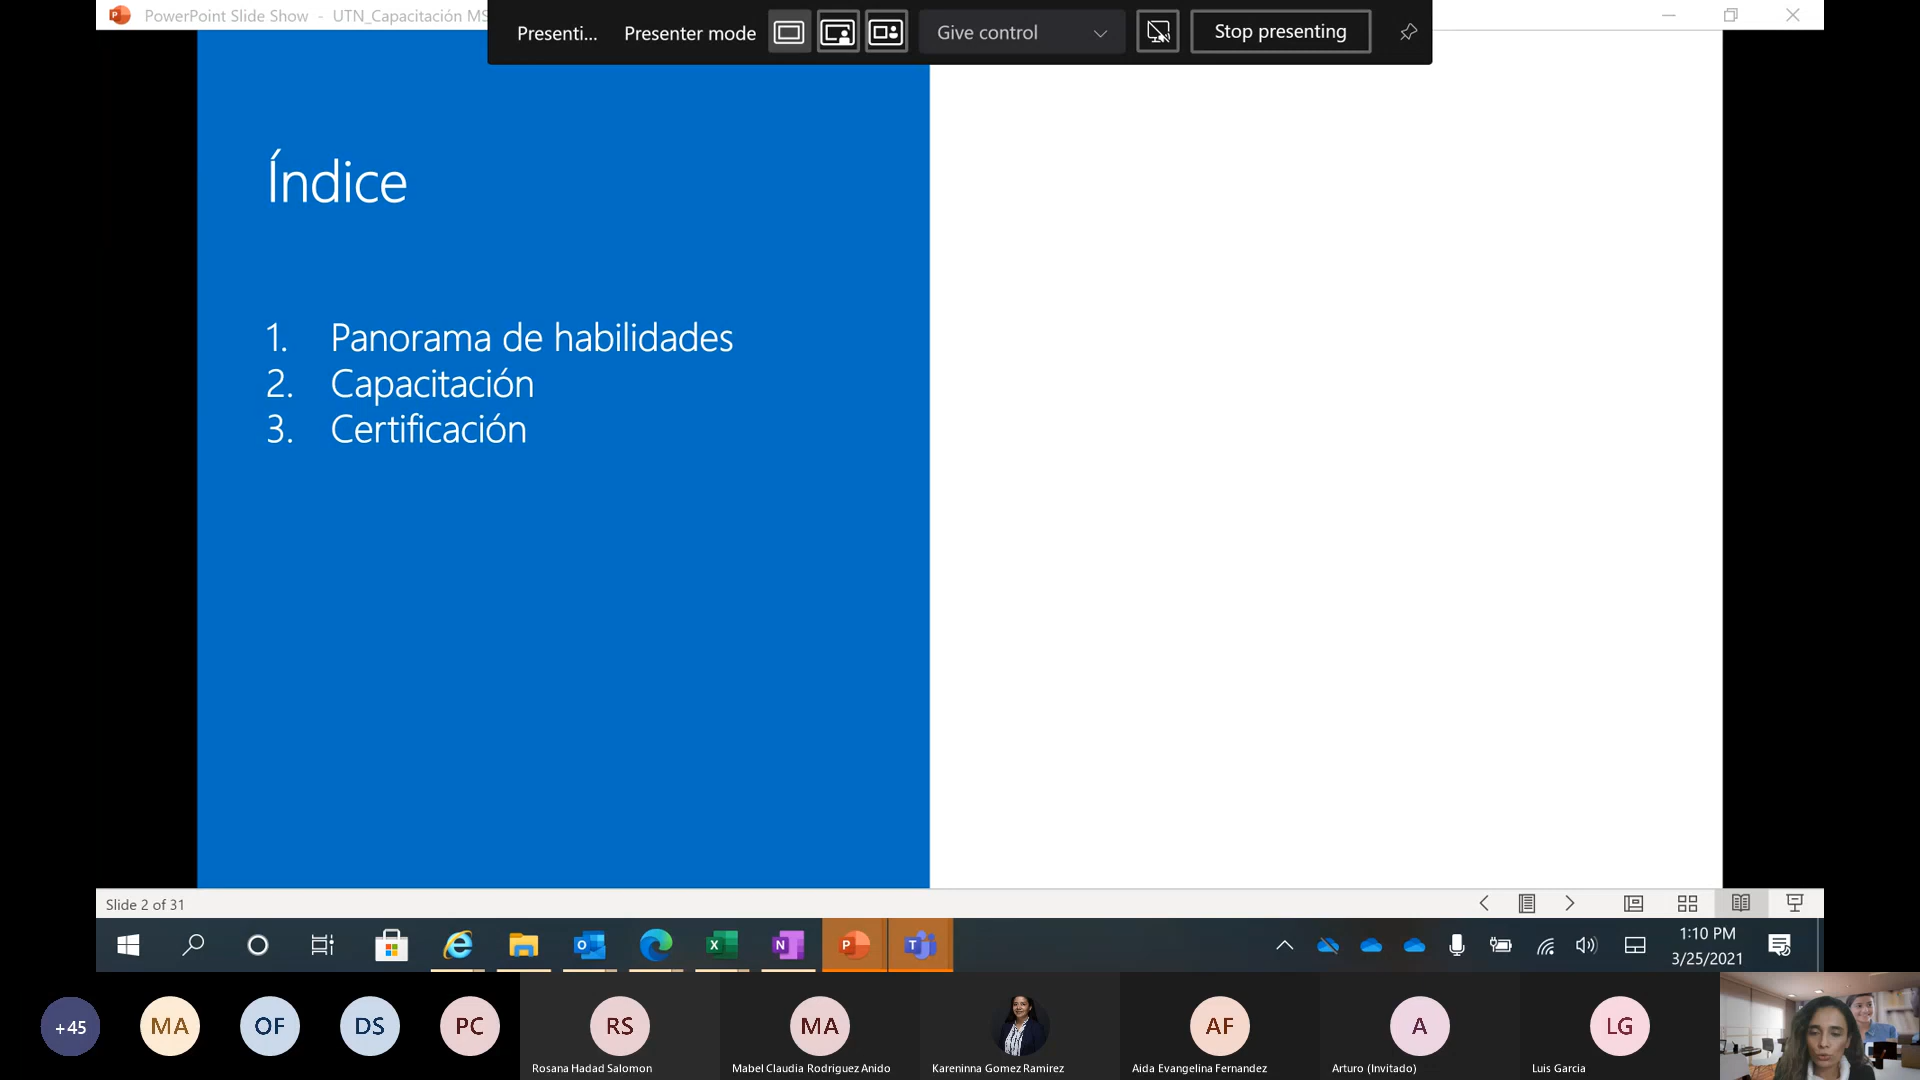 PowerPoint Slide Show - UTN_Capacitación MS
Presenti...
Presenter mode
Give control
Stop presenting
Índice
1. Panorama de habilidades
2. Capacitación
3. Certificación
Slide 2 of 31
1:10 PM
3/25/2021
+45
MA
OF
DS
PC
RS
MA
AF
A
LG
Rosana Hadad Salomon
Mabel Claudia Rodriguez Anido
Kareninna Gomez Ramirez
Aida Evangelina Fernandez
Arturo (Invitado)
Luis Garcia